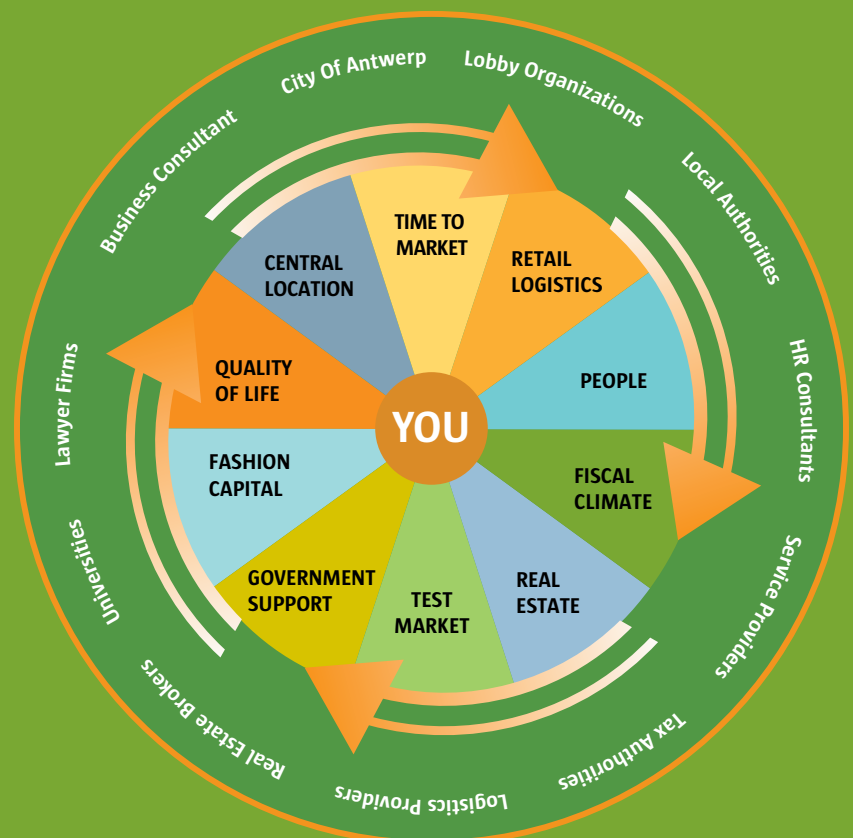 City Of Antwerp
Lobby Organizations
Local Authorities
HR Consultants
Service Providers
Tax Authorities
Logistics Providers
Real Estate Brokers
Universities
Lawyer Firms
Business Consultant
TIME TO
MARKET
RETAIL
LOGISTICS
PEOPLE
FISCAL
CLIMATE
REAL
ESTATE
TEST
MARKET
GOVERNMENT
SUPPORT
FASHION
CAPITAL
QUALITY
OF LIFE
CENTRAL
LOCATION
YOU